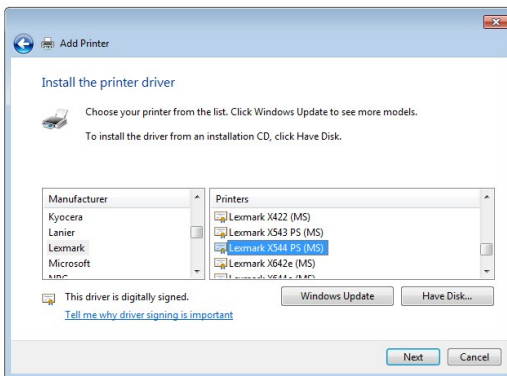 Add Printer
Install the printer driver
Choose your printer from the list. Click Windows Update to see more models.
To install the driver from an installation CD, click Have Disk.
Manufacturer
Printers
Kyocera
Lexmark X422 (MS)
Lanier
Lexmark X543 PS (MS)
Lexmark
Lexmark X544 PS (MS)
Microsoft
Lexmark X642e (MS)
This driver is digitally signed.
Windows Update
Have Disk...
Tell me why driver signing is important
Next
Cancel